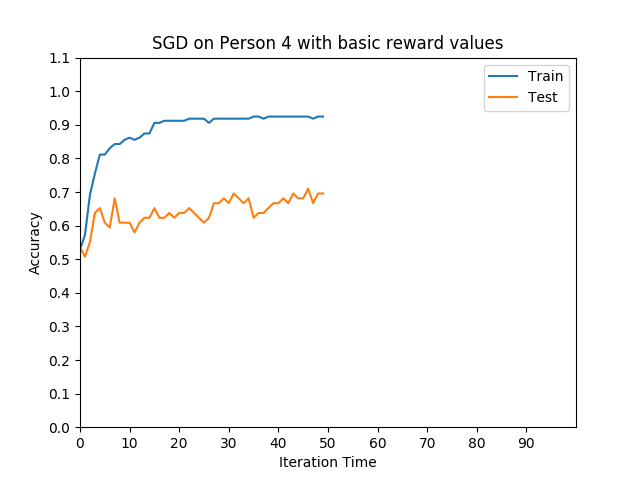 SGD on Person 4 with basic reward values
1.1
1.0
0.9
0.8
0.7
0.6
0.5
0.4
0.3
0.2
0.1
0.0
Accuracy
Train
Test
0 10 20 30 40 50 60 70 80 90
Iteration Time